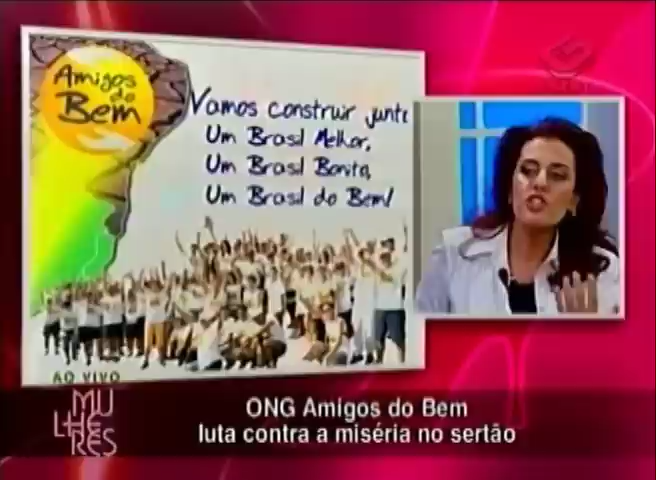 Amigos
do
Bem
Vamos construir junto
Um Brasil Melhor,
Um Brasil Bonito,
Um Brasil do Bem!
AO VIVO
MU
LHE
RES
ONG Amigos do Bem
luta contra a miséria no sertão